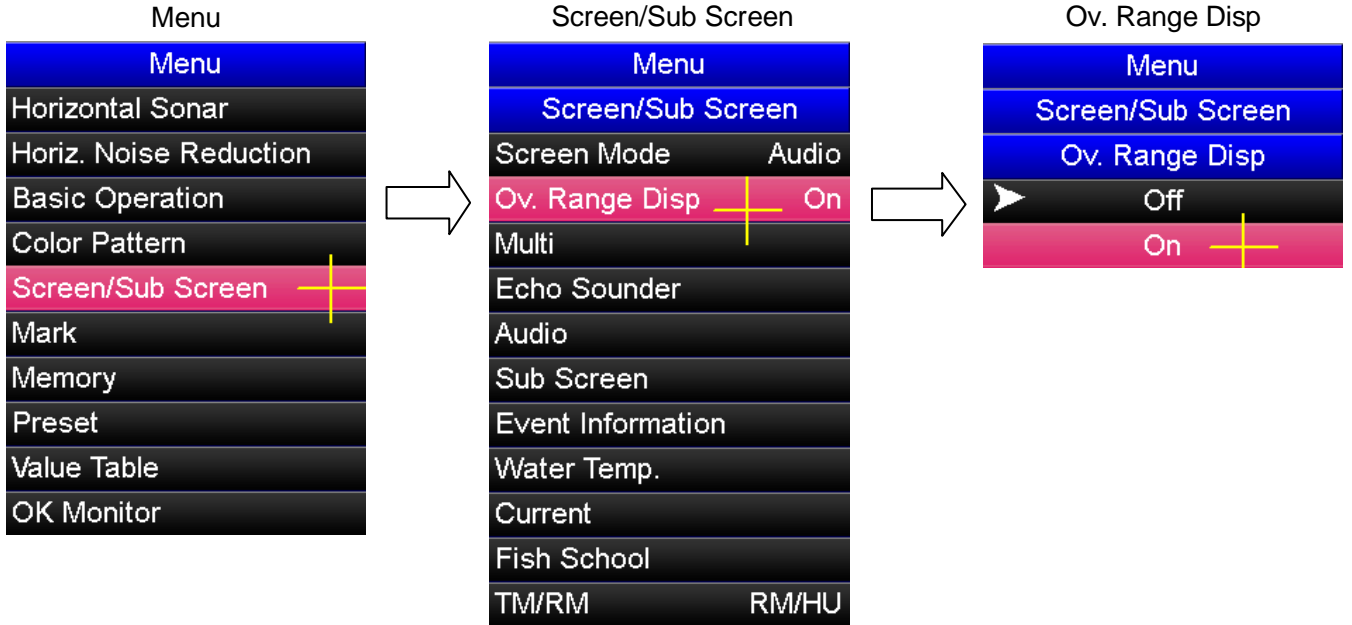 Menu
Menu
Horizontal Sonar
Horiz. Noise Reduction
Basic Operation
Color Pattern
Screen/Sub Screen
Mark
Memory
Preset
Value Table
OK Monitor
Screen/Sub Screen
Menu
Screen/Sub Screen
Screen Mode Audio
Ov. Range Disp On
Multi
Echo Sounder
Audio
Sub Screen
Event Information
Water Temp.
Current
Fish School
TM/RM RM/HU
Ov. Range Disp
Menu
Screen/Sub Screen
Ov. Range Disp
Off
On